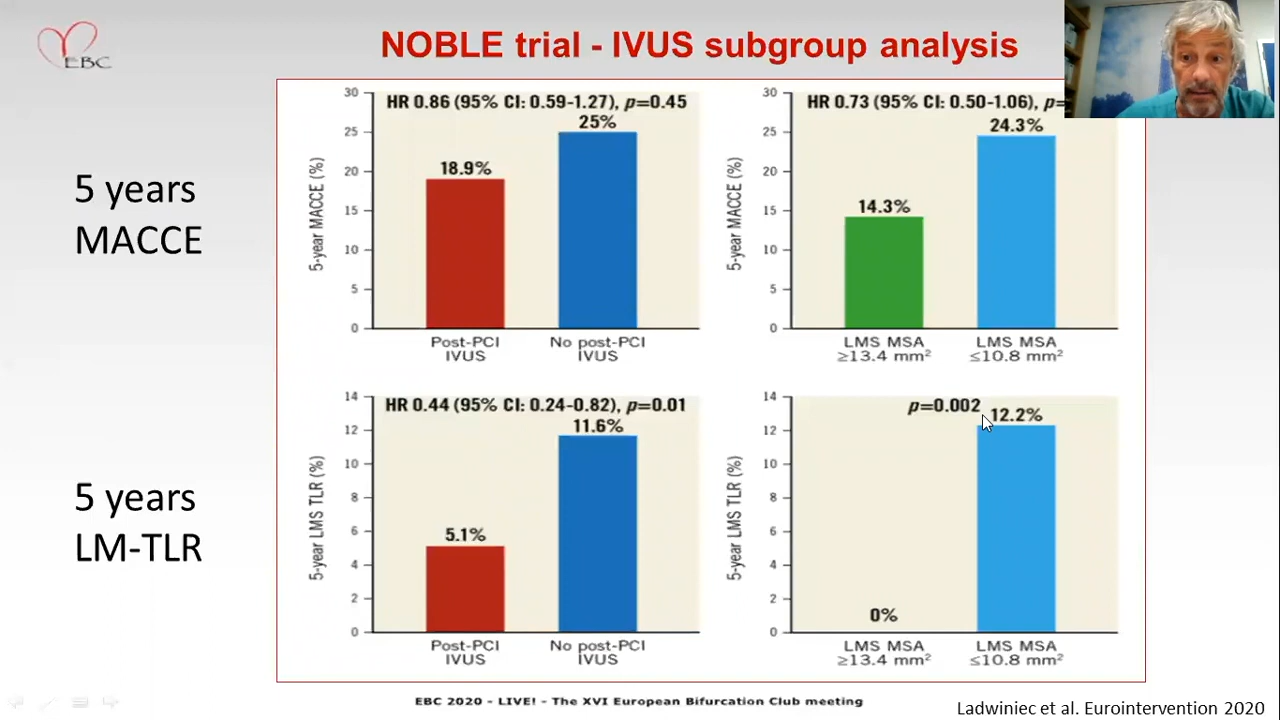 EBC
NOBLE trial - IVUS subgroup analysis
5 years
MACCE
HR 0.86 (95% CI: 0.59-1.27), p=0.45
5-year MACCE (%)
30
25
20
15
10
5
0
18.9%
25%
Post-PCI
IVUS
No post-PCI
IVUS
HR 0.73 (95% CI: 0.50-1.06), p=
5-year MACCE (%)
30
25
20
15
10
5
0
14.3%
24.3%
LMS MSA
≥13.4 mm²
LMS MSA
≤10.8 mm²
5 years
LM-TLR
HR 0.44 (95% CI: 0.24-0.82), p=0.01
5-year LMS TLR (%)
14
12
10
8
6
4
2
0
5.1%
11.6%
Post-PCI
IVUS
No post-PCI
IVUS
p=0.002
5-year LMS TLR (%)
14
12
10
8
6
4
2
0
0%
12.2%
LMS MSA
≥13.4 mm²
LMS MSA
≤10.8 mm²
EBC 2020 - LIVE! - The XVI European Bifurcation Club meeting
Ladwiniec et al. Eurointervention 2020